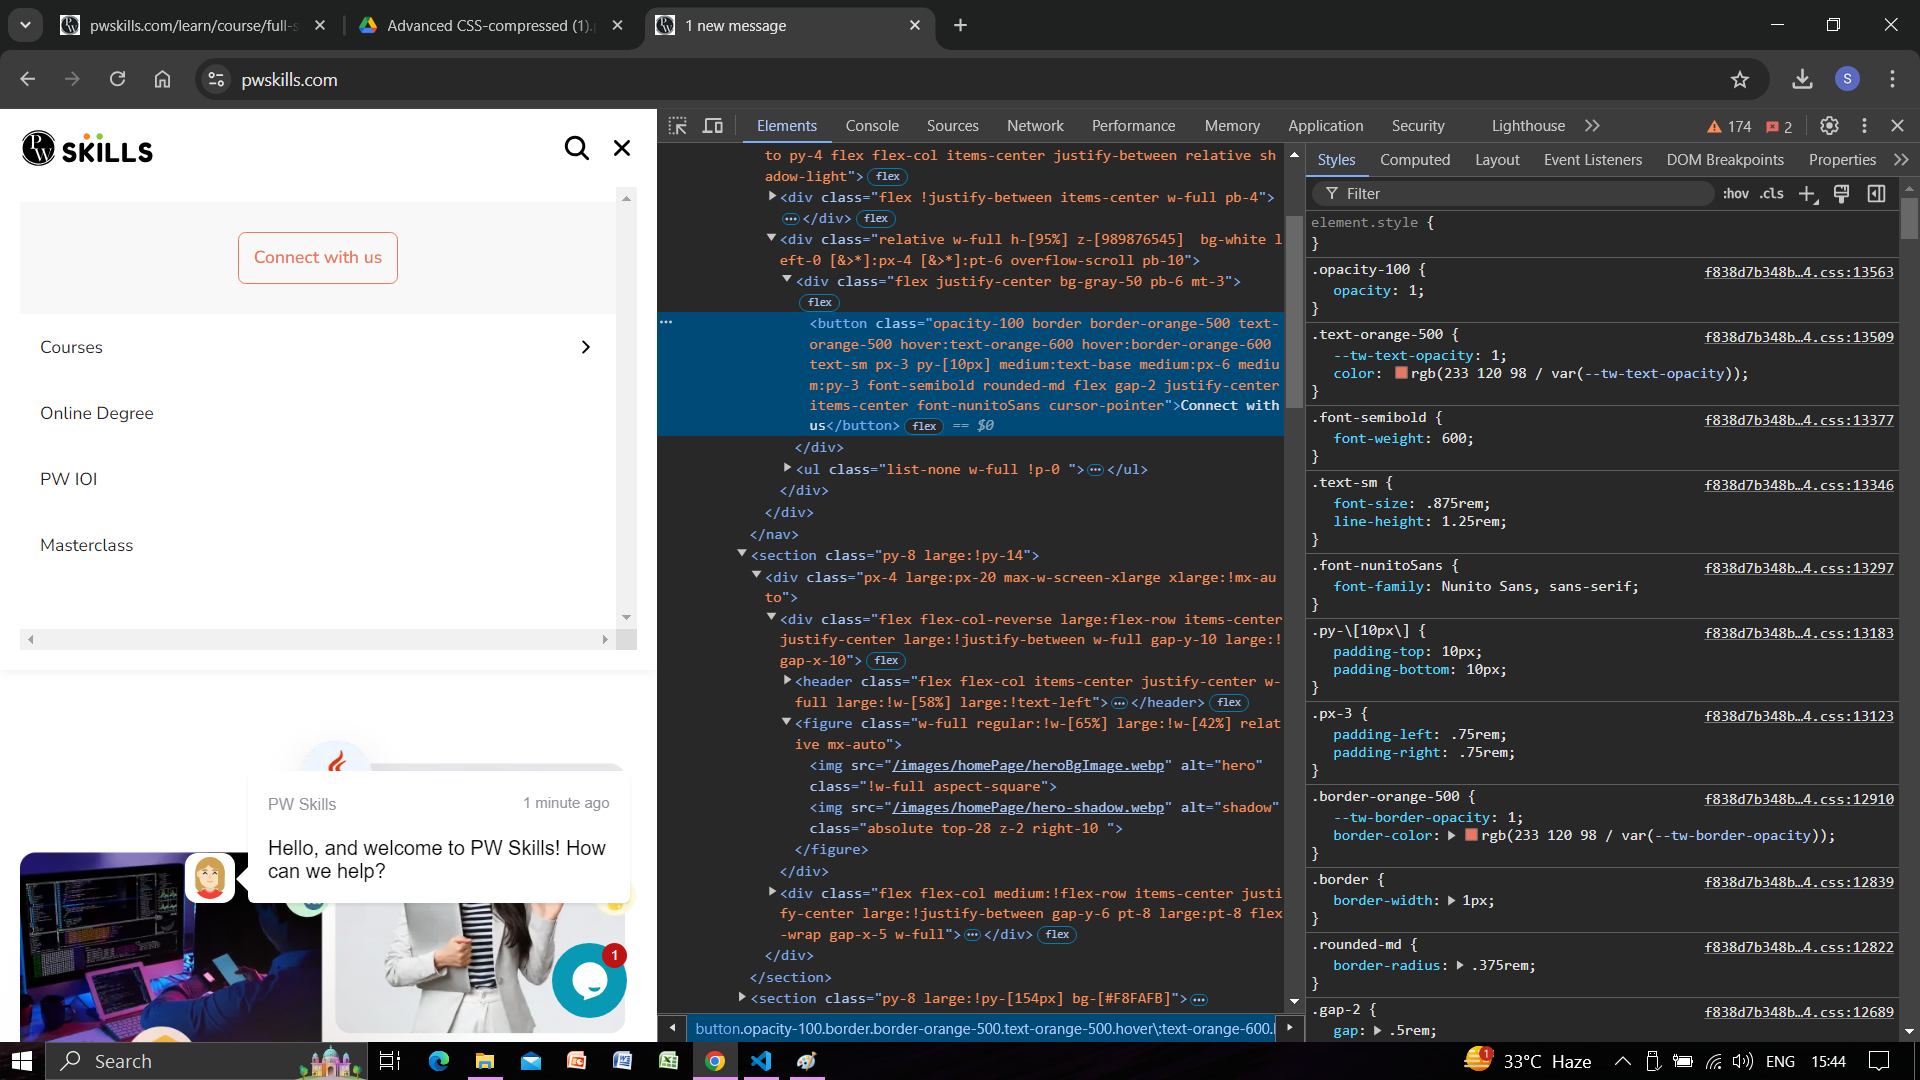 pwskills.com/learn/course/full-s
Advanced CSS-compressed (1).
1 new message
pwskills.com
S
PW SKILLS
Connect with us
Courses
Online Degree
PW IOI
Masterclass
PW Skills
1 minute ago
Hello, and welcome to PW Skills! How
can we help?
1
Elements Console Sources Network Performance Memory Application Security Lighthouse
174 2
to py-4 flex flex-col items-center justify-between relative sh
adow-light"> flex
<div class="flex !justify-between items-center w-full pb-4">
… </div> flex
<div class="relative w-full h-[95%] z-[989876545]  bg-white l
eft-0 [&>*]:px-4 [&>*]:pt-6 overflow-scroll pb-10">
<div class="flex justify-center bg-gray-50 pb-6 mt-3">
flex
<button class="opacity-100 border border-orange-500 text-
orange-500 hover:text-orange-600 hover:border-orange-600
text-sm px-3 py-[10px] medium:text-base medium:px-6 mediu
m:py-3 font-semibold rounded-md flex gap-2 justify-center
items-center font-nunitoSans cursor-pointer">Connect with
us</button> flex == $0
</div>
<ul class="list-none w-full !p-0 "> … </ul>
</div>
</div>
</nav>
<section class="py-8 large:!py-14">
<div class="px-4 large:px-20 max-w-screen-xlarge xlarge:!mx-au
to">
<div class="flex flex-col-reverse large:flex-row items-center
justify-center large:!justify-between w-full gap-y-10 large:!
gap-x-10"> flex
<header class="flex flex-col items-center justify-center w-
full large:!w-[58%] large:!text-left"> … </header> flex
<figure class="w-full regular:!w-[65%] large:!w-[42%] relat
ive mx-auto">
<img src="/images/homePage/heroBgImage.webp" alt="hero"
class="!w-full aspect-square">
<img src="/images/homePage/hero-shadow.webp" alt="shadow"
class="absolute top-28 z-2 right-10 ">
</figure>
</div>
<div class="flex flex-col medium:!flex-row items-center justi
fy-center large:!justify-between gap-y-6 pt-8 large:pt-8 flex
-wrap gap-x-5 w-full"> … </div> flex
</div>
</section>
<section class="py-8 large:!py-[154px] bg-[#F8FAFB]"> …
button.opacity-100.border.border-orange-500.text-orange-500.hover\:text-orange-600.
Styles Computed Layout Event Listeners DOM Breakpoints Properties
Filter
:hov .cls
element.style {
}
.opacity-100 { f838d7b348b…4.css:13563
opacity: 1;
}
.text-orange-500 { f838d7b348b…4.css:13509
--tw-text-opacity: 1;
color: rgb(233 120 98 / var(--tw-text-opacity));
}
.font-semibold { f838d7b348b…4.css:13377
font-weight: 600;
}
.text-sm { f838d7b348b…4.css:13346
font-size: .875rem;
line-height: 1.25rem;
}
.font-nunitoSans { f838d7b348b…4.css:13297
font-family: Nunito Sans, sans-serif;
}
.py-\[10px\] { f838d7b348b…4.css:13183
padding-top: 10px;
padding-bottom: 10px;
}
.px-3 { f838d7b348b…4.css:13123
padding-left: .75rem;
padding-right: .75rem;
}
.border-orange-500 { f838d7b348b…4.css:12910
--tw-border-opacity: 1;
border-color: rgb(233 120 98 / var(--tw-border-opacity));
}
.border { f838d7b348b…4.css:12839
border-width: 1px;
}
.rounded-md { f838d7b348b…4.css:12822
border-radius: .375rem;
}
.gap-2 { f838d7b348b…4.css:12689
gap: .5rem;
Search
1
33°C Haze
ENG
15:44